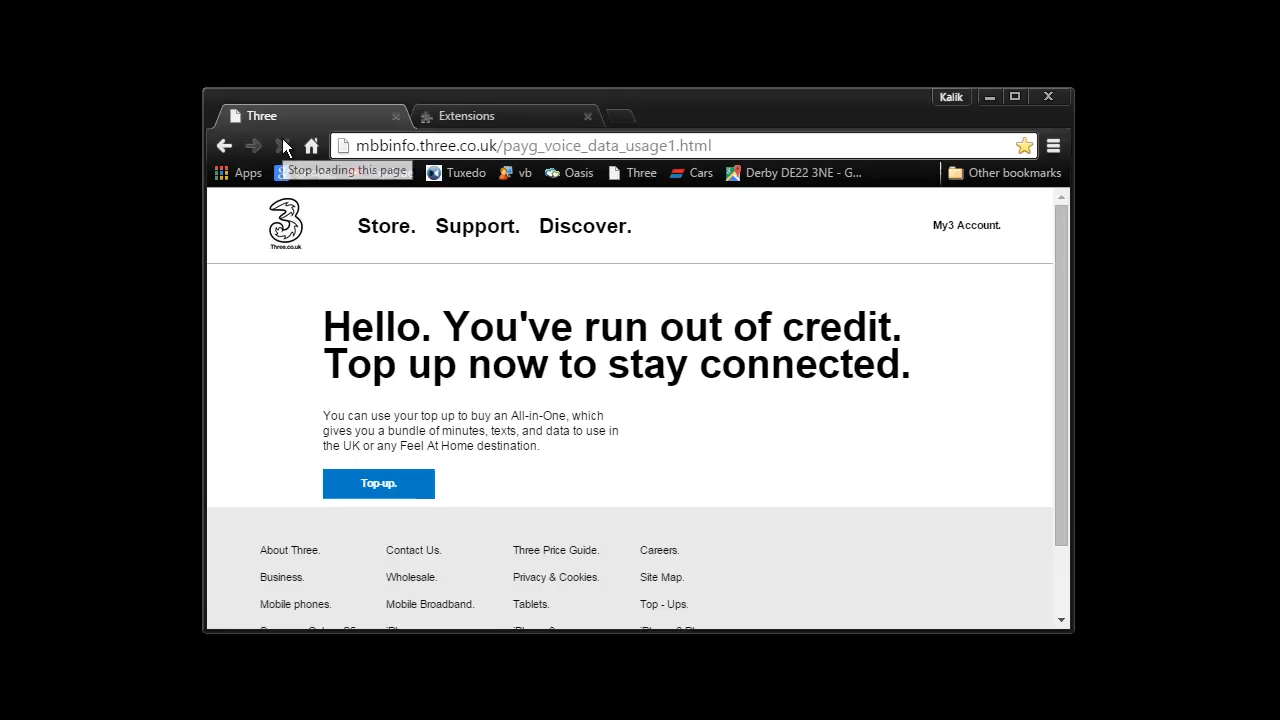 Kalik
Three
Extensions
mbbinfo.three.co.uk/payg_voice_data_usage1.html
Stop loading this page
Apps
Tuxedo
vb
Oasis
Three
Cars
Derby DE22 3NE - G...
Other bookmarks
Three.co.uk
Store. Support. Discover.
My3 Account.
Hello. You've run out of credit.
Top up now to stay connected.
You can use your top up to buy an All-in-One, which
gives you a bundle of minutes, texts, and data to use in
the UK or any Feel At Home destination.
Top-up.
About Three. Contact Us. Three Price Guide. Careers.
Business. Wholesale. Privacy & Cookies. Site Map.
Mobile phones. Mobile Broadband. Tablets. Top - Ups.